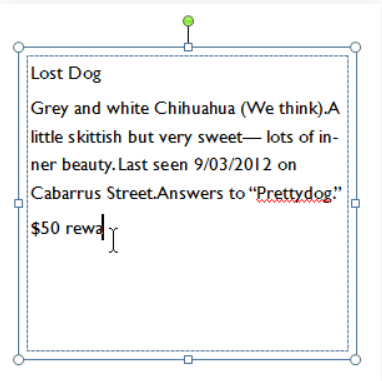 Lost Dog
Grey and white Chihuahua (We think).A
little skittish but very sweet— lots of in-
ner beauty. Last seen 9/03/2012 on
Cabarrus Street.Answers to “Prettydog.”
$50 rewa